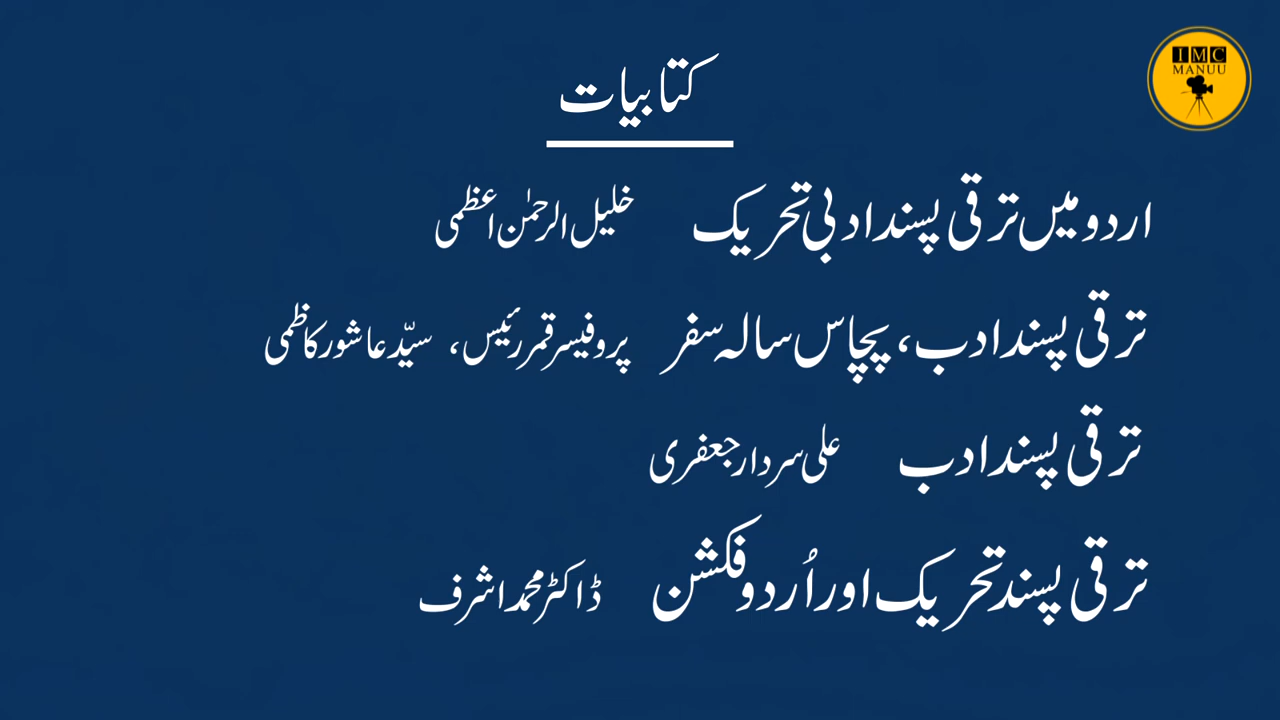 IMC
MANUU
کتابیات
اردو میں ترقی پسند ادبی تحریک خلیل الرحمٰن اعظمی
ترقی پسند ادب، پچاس سالہ سفر پروفیسر قمر رئیس، سیّد عاشور کاظمی
ترقی پسند ادب علی سردار جعفری
ترقی پسند تحریک اور اُردو فکشن ڈاکٹر محمد اشرف